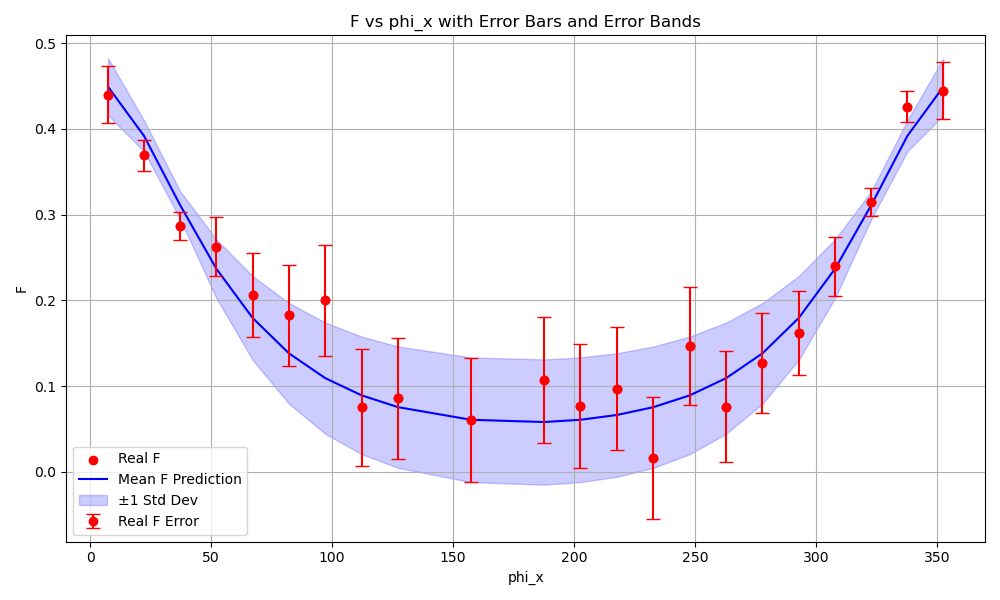 F vs phi_x with Error Bars and Error Bands
0.5
0.4
0.3
0.2
0.1
0.0
F
Real F
Mean F Prediction
±1 Std Dev
Real F Error
0 50 100 150 200 250 300 350
phi_x